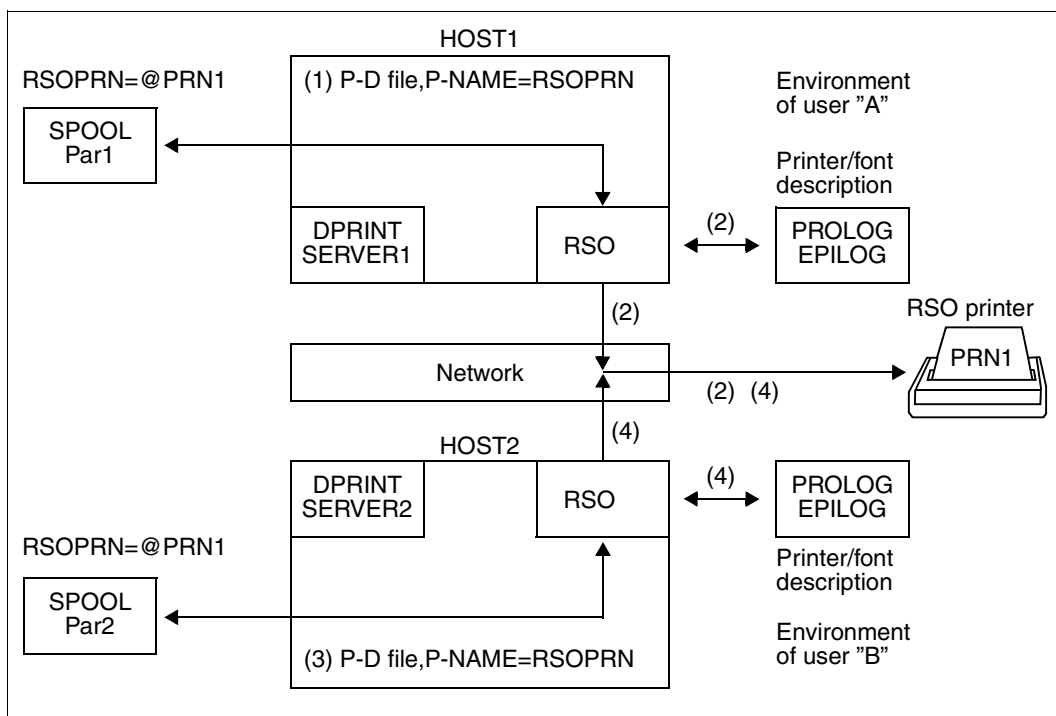 HOST1
RSOPRN=@PRN1
(1) P-D file,P-NAME=RSOPRN
Environment
of user ”A”
SPOOL
Par1
Printer/font
description
DPRINT
SERVER1
RSO
(2)
PROLOG
EPILOG
(2)
RSO printer
PRN1
Network
(2) (4)
(4)
HOST2
DPRINT
SERVER2
RSO
(4)
PROLOG
EPILOG
RSOPRN=@PRN1
Printer/font
description
SPOOL
Par2
(3) P-D file,P-NAME=RSOPRN
Environment
of user ”B”